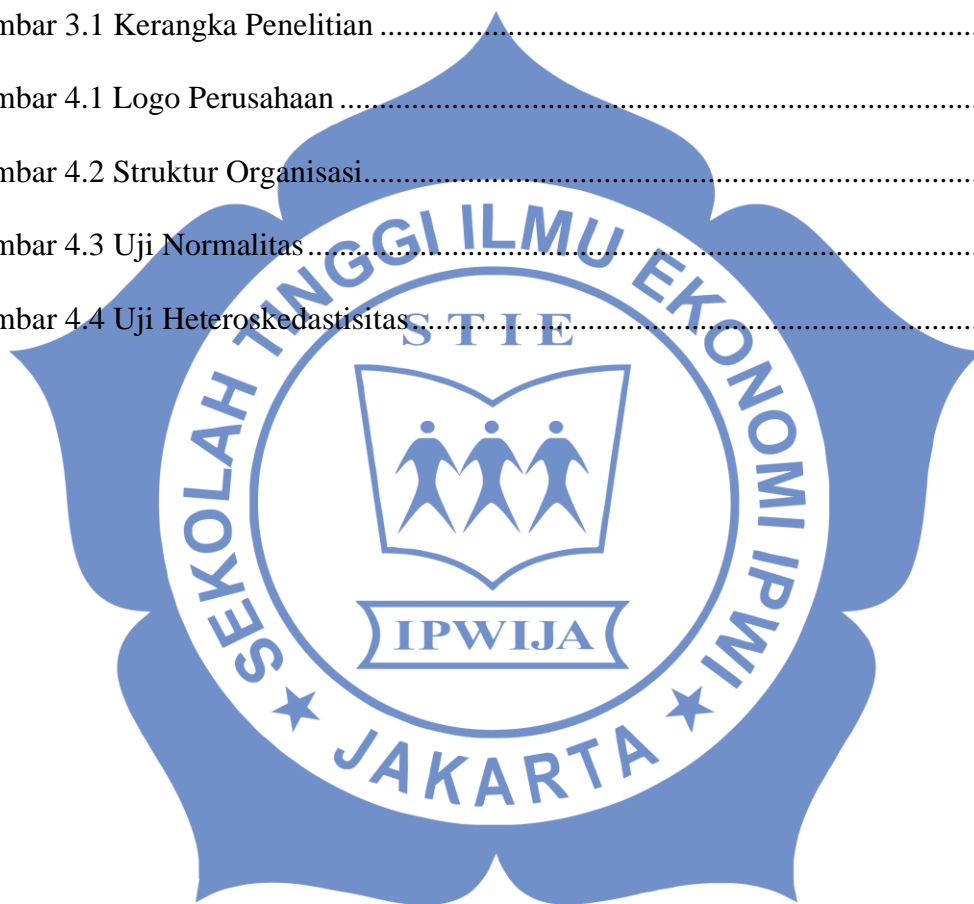 mbar 3.1 Kerangka Penelitian ........................................................
mbar 4.1 Logo Perusahaan ........................................................
mbar 4.2 Struktur Organisasi........................................................
mbar 4.3 Uji Normalitas ........................................................
mbar 4.4 Uji Heteroskedastisitas........................................................
SEKOLAH TINGGI ILMU EKONOMI IPWI
STIE
IPWIJA
JAKARTA